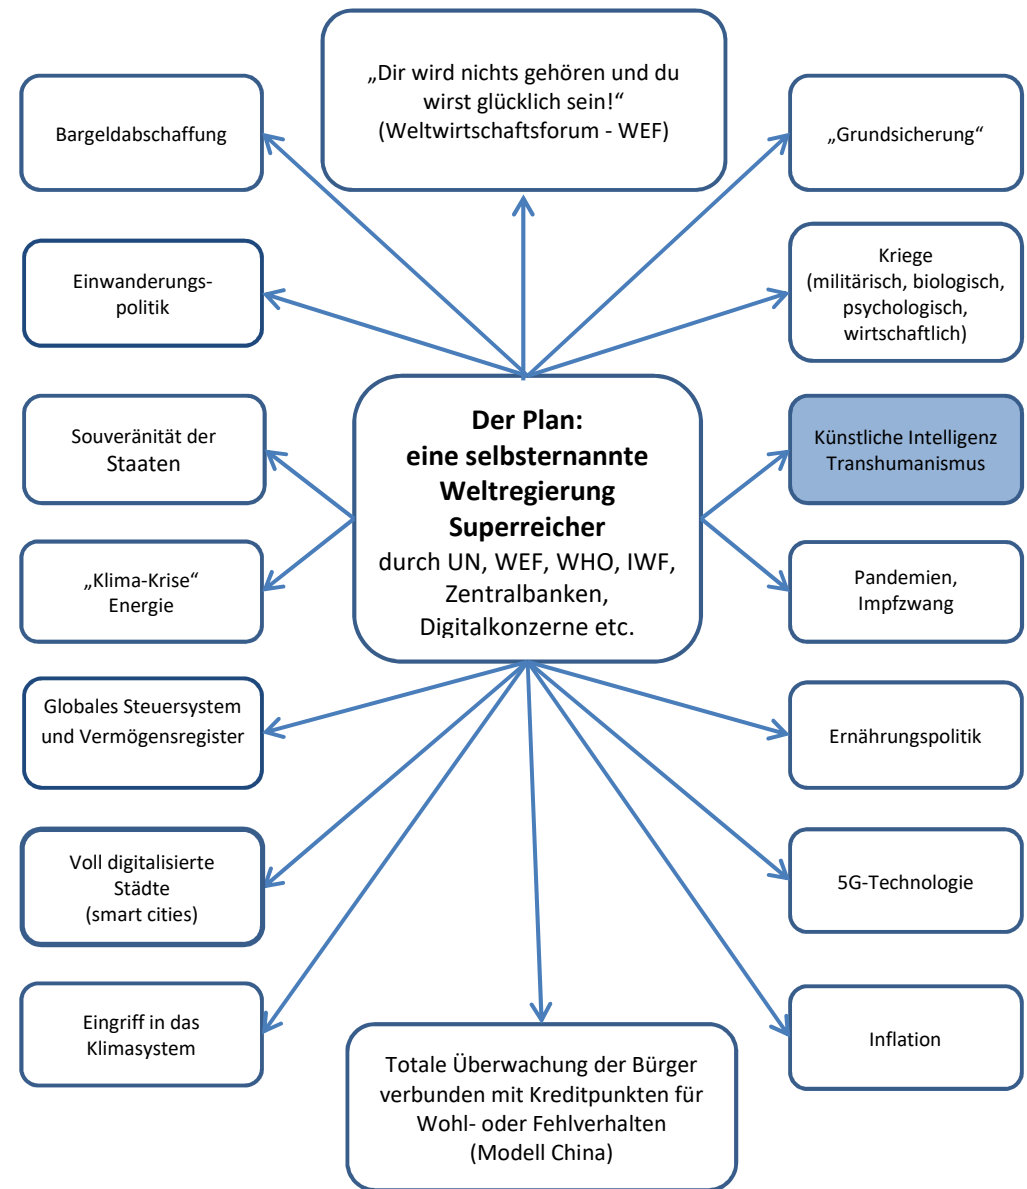 „Dir wird nichts gehören und du
wirst glücklich sein!“
(Weltwirtschaftsforum - WEF)
Bargeldabschaffung
„Grundsicherung“
Einwanderungs-
politik
Kriege
(militärisch, biologisch,
psychologisch,
wirtschaftlich)
Der Plan:
eine selbsternannte
Weltregierung
Superreicher
durch UN, WEF, WHO, IWF,
Zentralbanken,
Digitalkonzerne etc.
Souveränität der
Staaten
Künstliche Intelligenz
Transhumanismus
„Klima-Krise“
Energie
Pandemien,
Impfzwang
Globales Steuersystem
und Vermögensregister
Ernährungspolitik
Voll digitalisierte
Städte
(smart cities)
5G-Technologie
Eingriff in das
Klimasystem
Inflation
Totale Überwachung der Bürger
verbunden mit Kreditpunkten für
Wohl- oder Fehlverhalten
(Modell China)